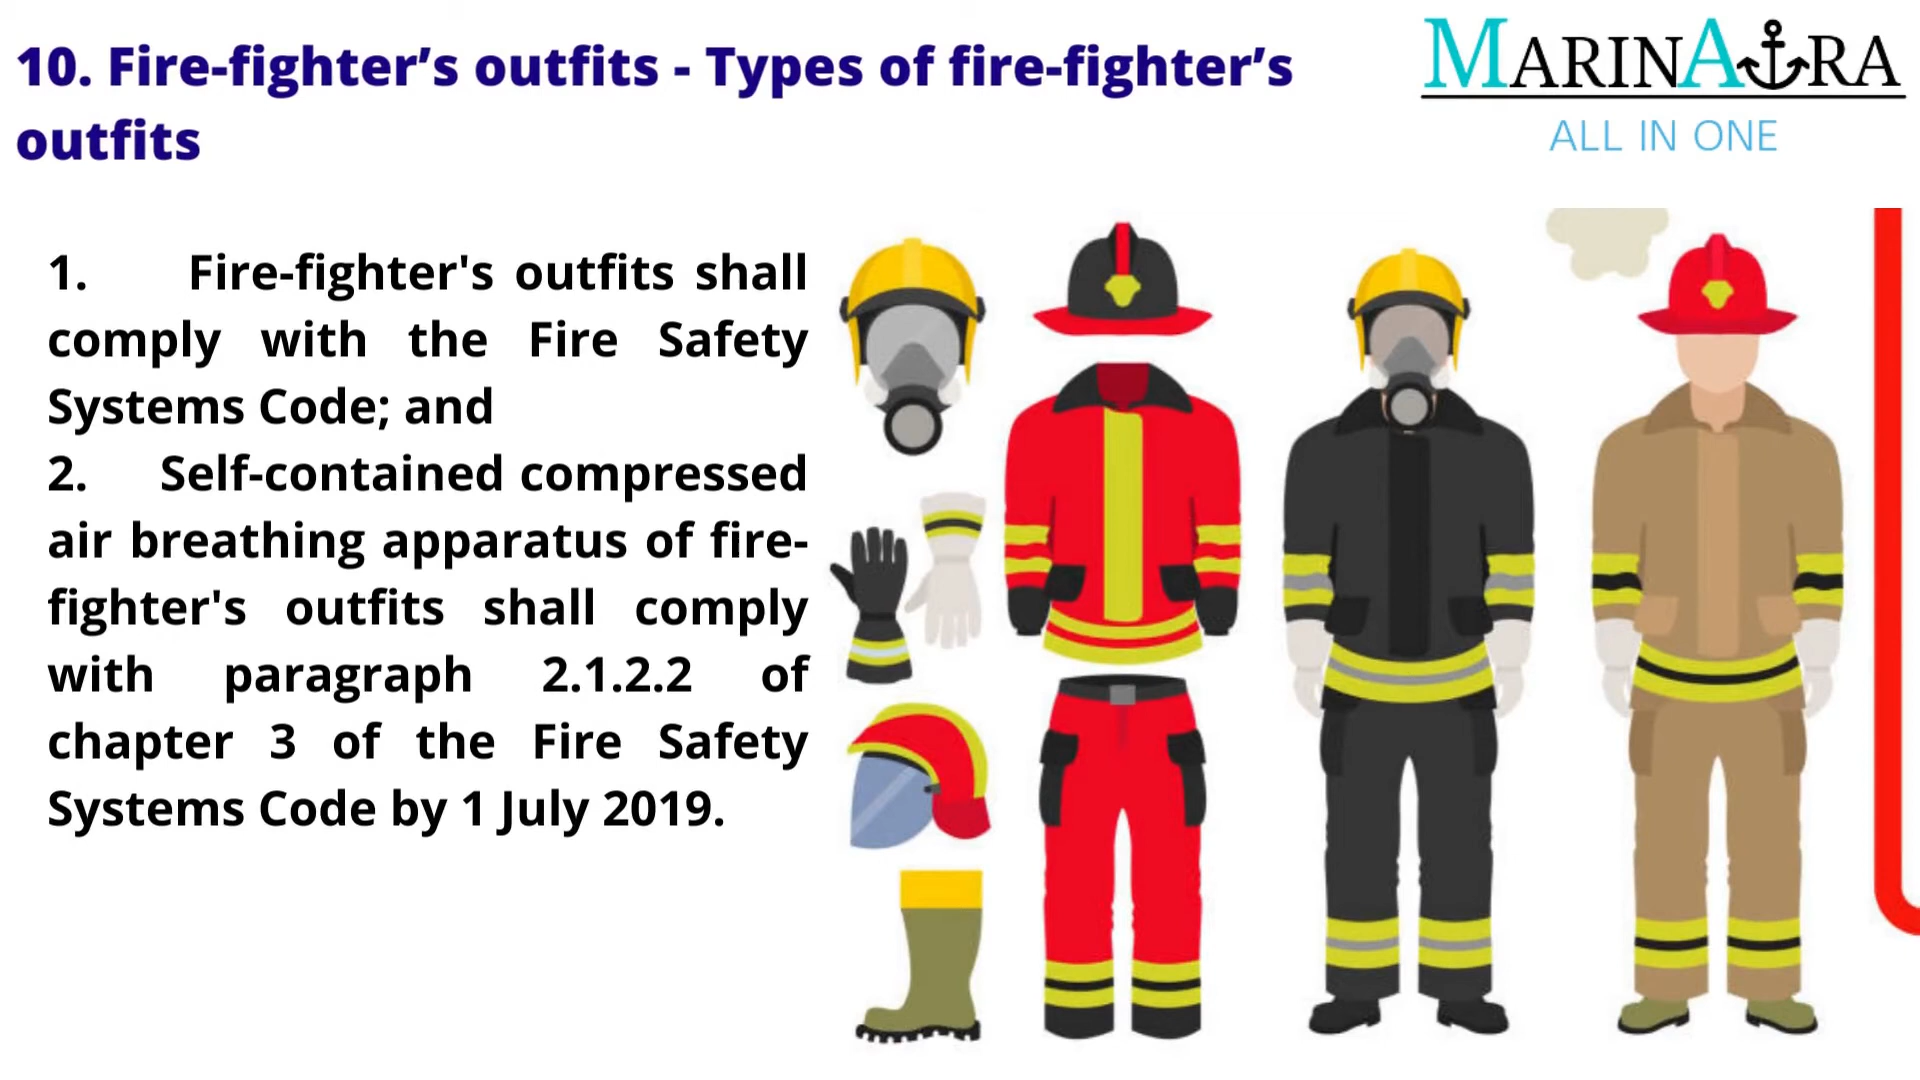 10. Fire-fighter’s outfits - Types of fire-fighter’s
outfits
MARINAURA
ALL IN ONE
1. Fire-fighter's outfits shall
comply with the Fire Safety
Systems Code; and
2. Self-contained compressed
air breathing apparatus of fire-
fighter's outfits shall comply
with paragraph 2.1.2.2 of
chapter 3 of the Fire Safety
Systems Code by 1 July 2019.